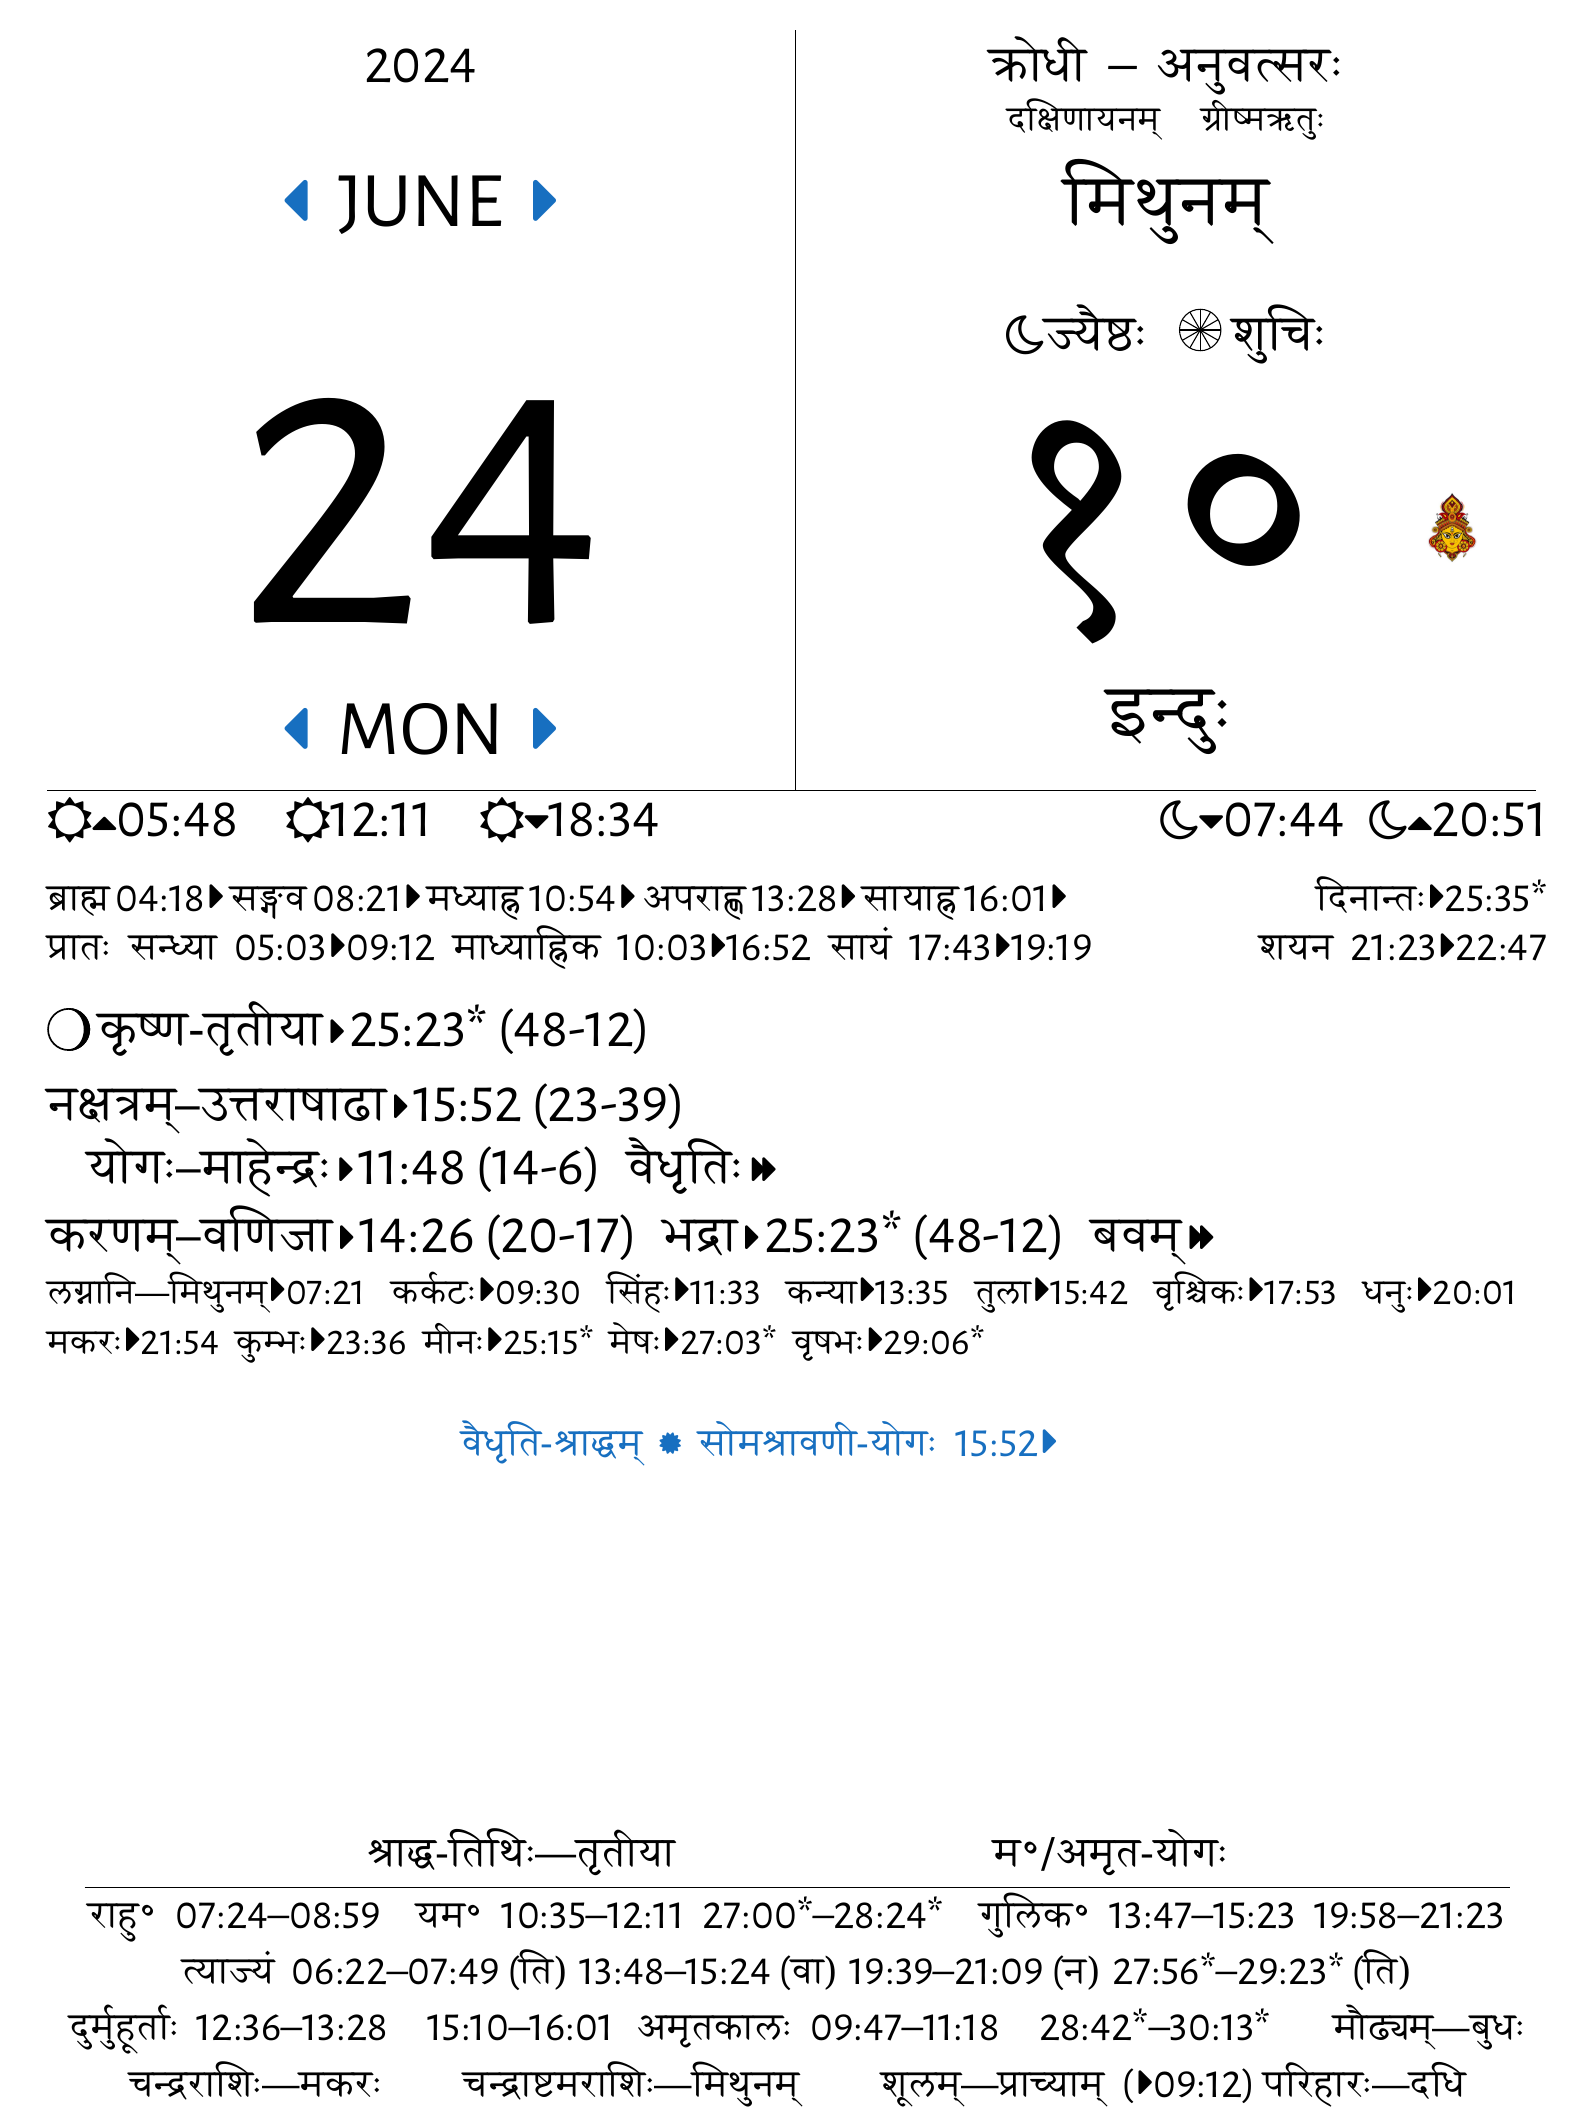 2024
JUNE
24
MON
क्रोधी – अनुवत्सरः
दक्षिणायनम् ग्रीष्मऋतुः
मिथुनम्
ज्यैष्ठः शुचिः
१०
इन्दुः
05:48 12:11 18:34 07:44 20:51
ब्राह्म 04:18 सङ्गव 08:21 मध्याह्न 10:54 अपराह्ण 13:28 सायाह्न 16:01 दिनान्तः 25:35*
प्रातः सन्ध्या 05:03 09:12 माध्याह्निक 10:03 16:52 सायं 17:43 19:19 शयन 21:23 22:47
कृष्ण-तृतीया 25:23* (48-12)
नक्षत्रम्–उत्तराषाढा 15:52 (23-39)
योगः–माहेन्द्रः 11:48 (14-6) वैधृतिः
करणम्–वणिजा 14:26 (20-17) भद्रा 25:23* (48-12) बवम्
लग्नानि—मिथुनम् 07:21 कर्कटः 09:30 सिंहः 11:33 कन्या 13:35 तुला 15:42 वृश्चिकः 17:53 धनुः 20:01
मकरः 21:54 कुम्भः 23:36 मीनः 25:15* मेषः 27:03* वृषभः 29:06*
वैधृति-श्राद्धम् सोमश्रावणी-योगः 15:52
श्राद्ध-तिथिः—तृतीया म°/अमृत-योगः
राहु° 07:24–08:59 यम° 10:35–12:11 27:00*–28:24* गुलिक° 13:47–15:23 19:58–21:23
त्याज्यं 06:22–07:49 (ति) 13:48–15:24 (वा) 19:39–21:09 (न) 27:56*–29:23* (ति)
दुर्मुहूर्ताः 12:36–13:28 15:10–16:01 अमृतकालः 09:47–11:18 28:42*–30:13* मौढ्यम्—बुधः
चन्द्रराशिः—मकरः चन्द्राष्टमराशिः—मिथुनम् शूलम्—प्राच्याम् (09:12) परिहारः—दधि